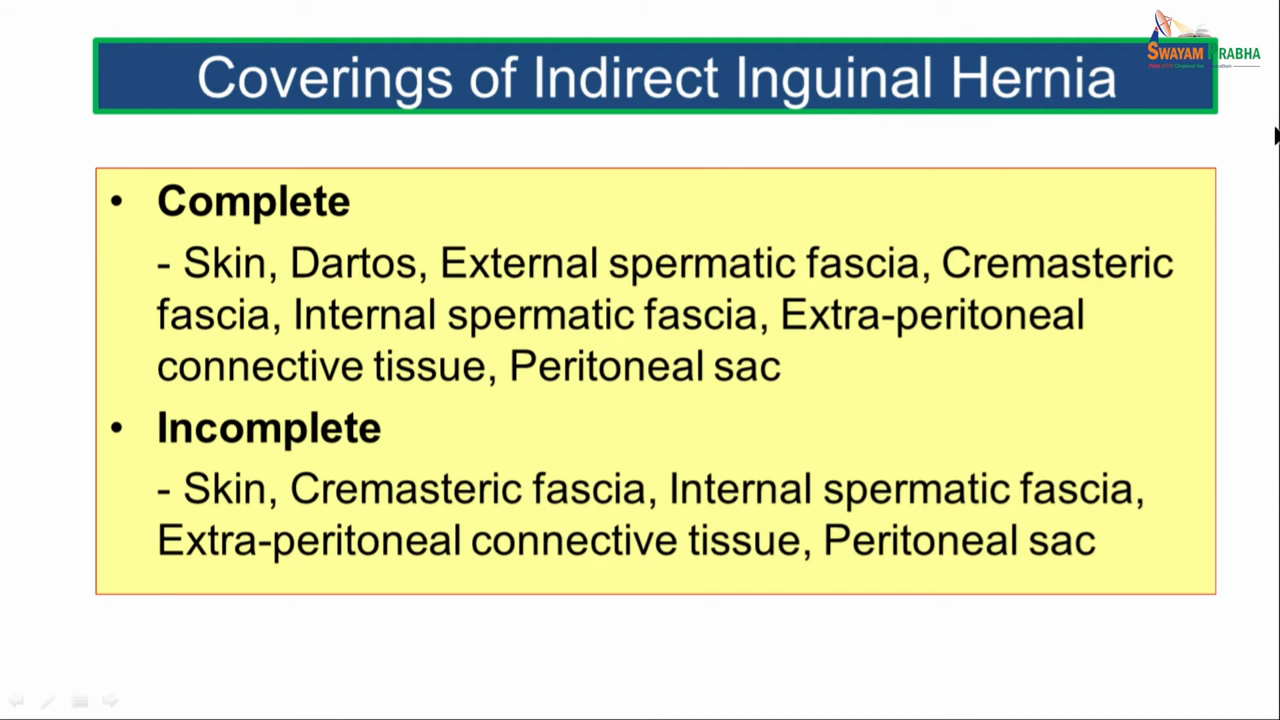 SWAYAM PRABHA
Coverings of Indirect Inguinal Hernia
• Complete
- Skin, Dartos, External spermatic fascia, Cremasteric
fascia, Internal spermatic fascia, Extra-peritoneal
connective tissue, Peritoneal sac
• Incomplete
- Skin, Cremasteric fascia, Internal spermatic fascia,
Extra-peritoneal connective tissue, Peritoneal sac